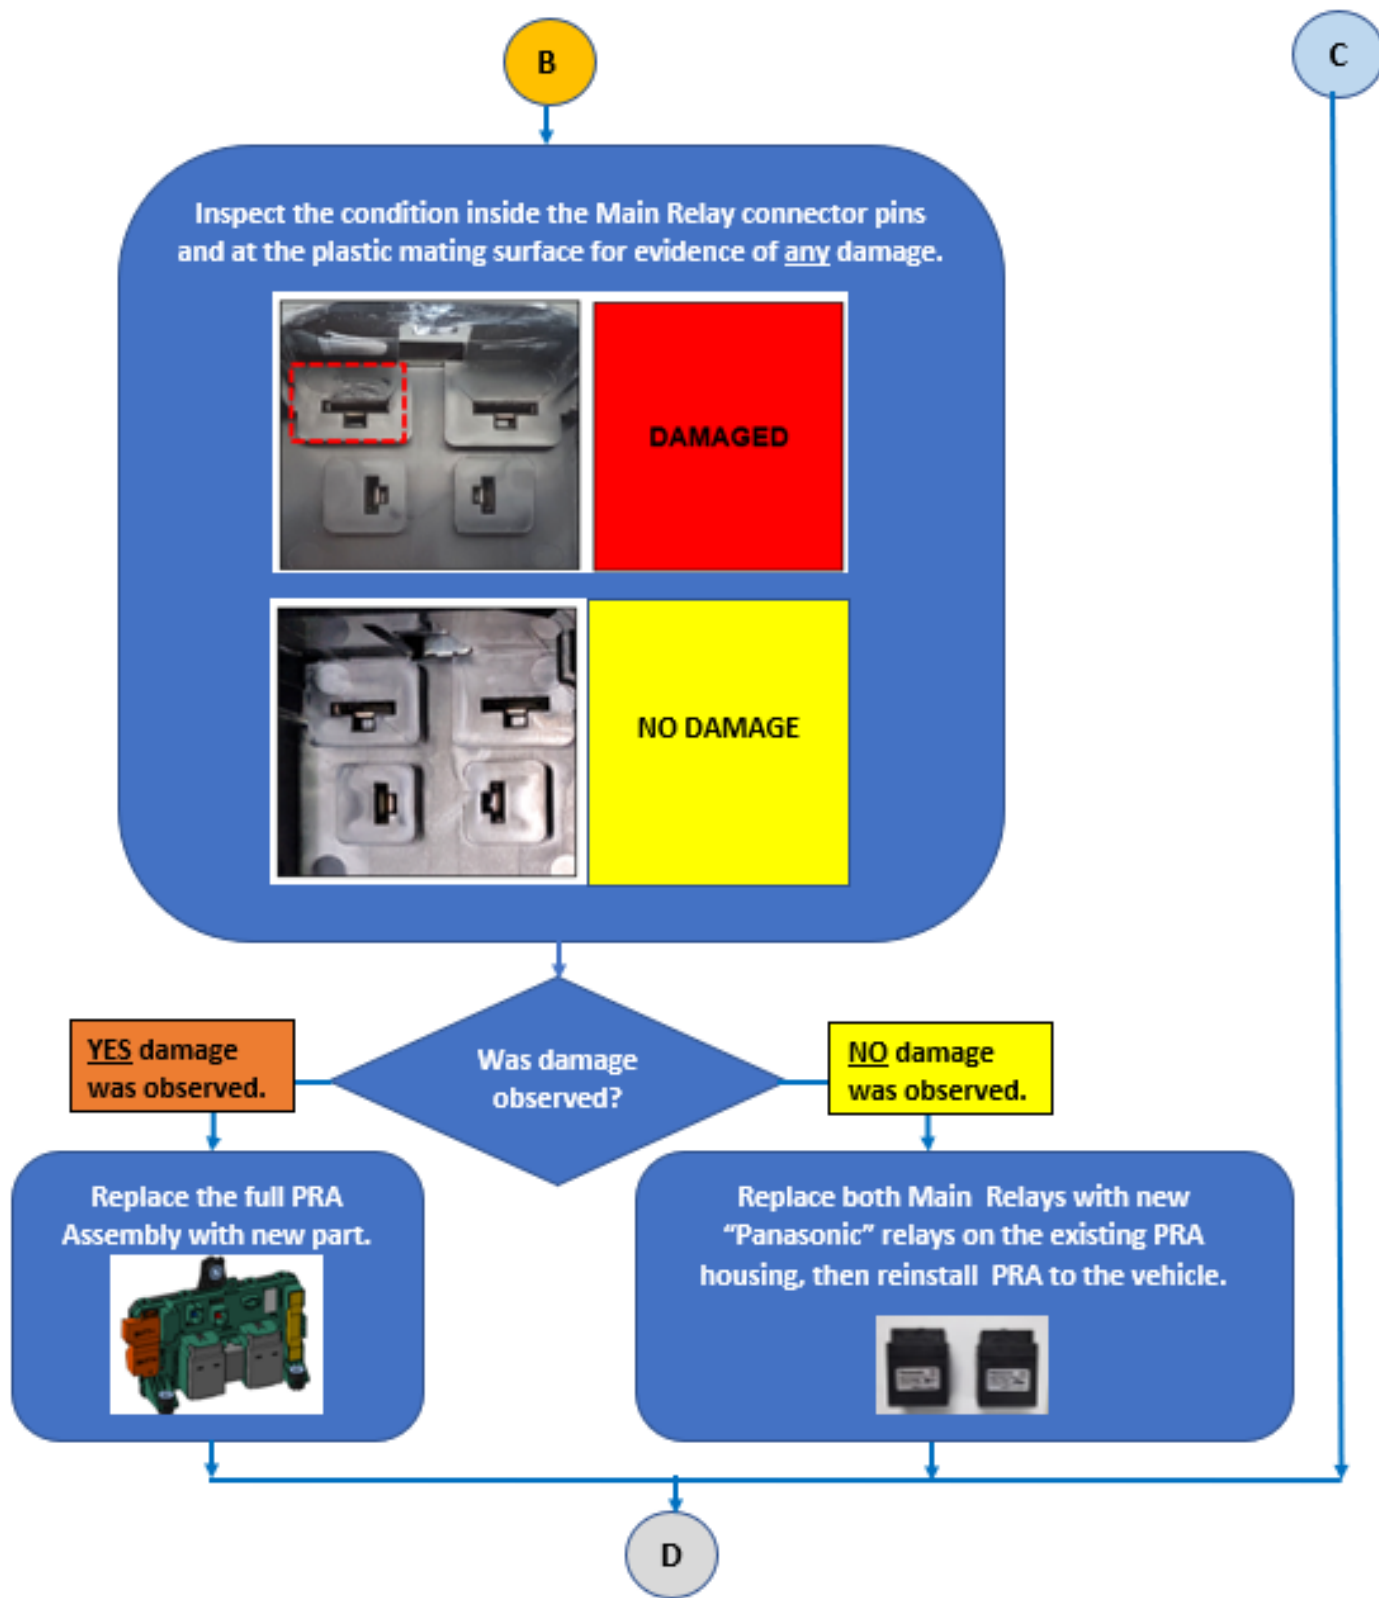 B
C
Inspect the condition inside the Main Relay connector pins
and at the plastic mating surface for evidence of any damage.
DAMAGED
NO DAMAGE
Was damage
observed?
YES damage
was observed.
NO damage
was observed.
Replace the full PRA
Assembly with new part.
Replace both Main Relays with new
“Panasonic” relays on the existing PRA
housing, then reinstall PRA to the vehicle.
D